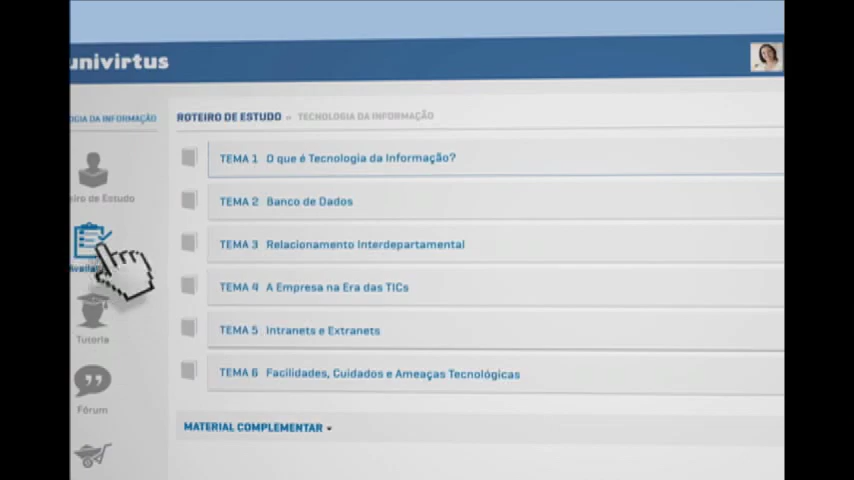 univirtus
OGIA DA INFORMAÇÃO
ROTEIRO DE ESTUDO » TECNOLOGIA DA INFORMAÇÃO
TEMA 1 O que é Tecnologia da Informação?
eiro de Estudo
TEMA 2 Banco de Dados
TEMA 3 Relacionamento Interdepartamental
TEMA 4 A Empresa na Era das TICs
TEMA 5 Intranets e Extranets
Tutoria
TEMA 6 Facilidades, Cuidados e Ameaças Tecnológicas
Fórum
MATERIAL COMPLEMENTAR